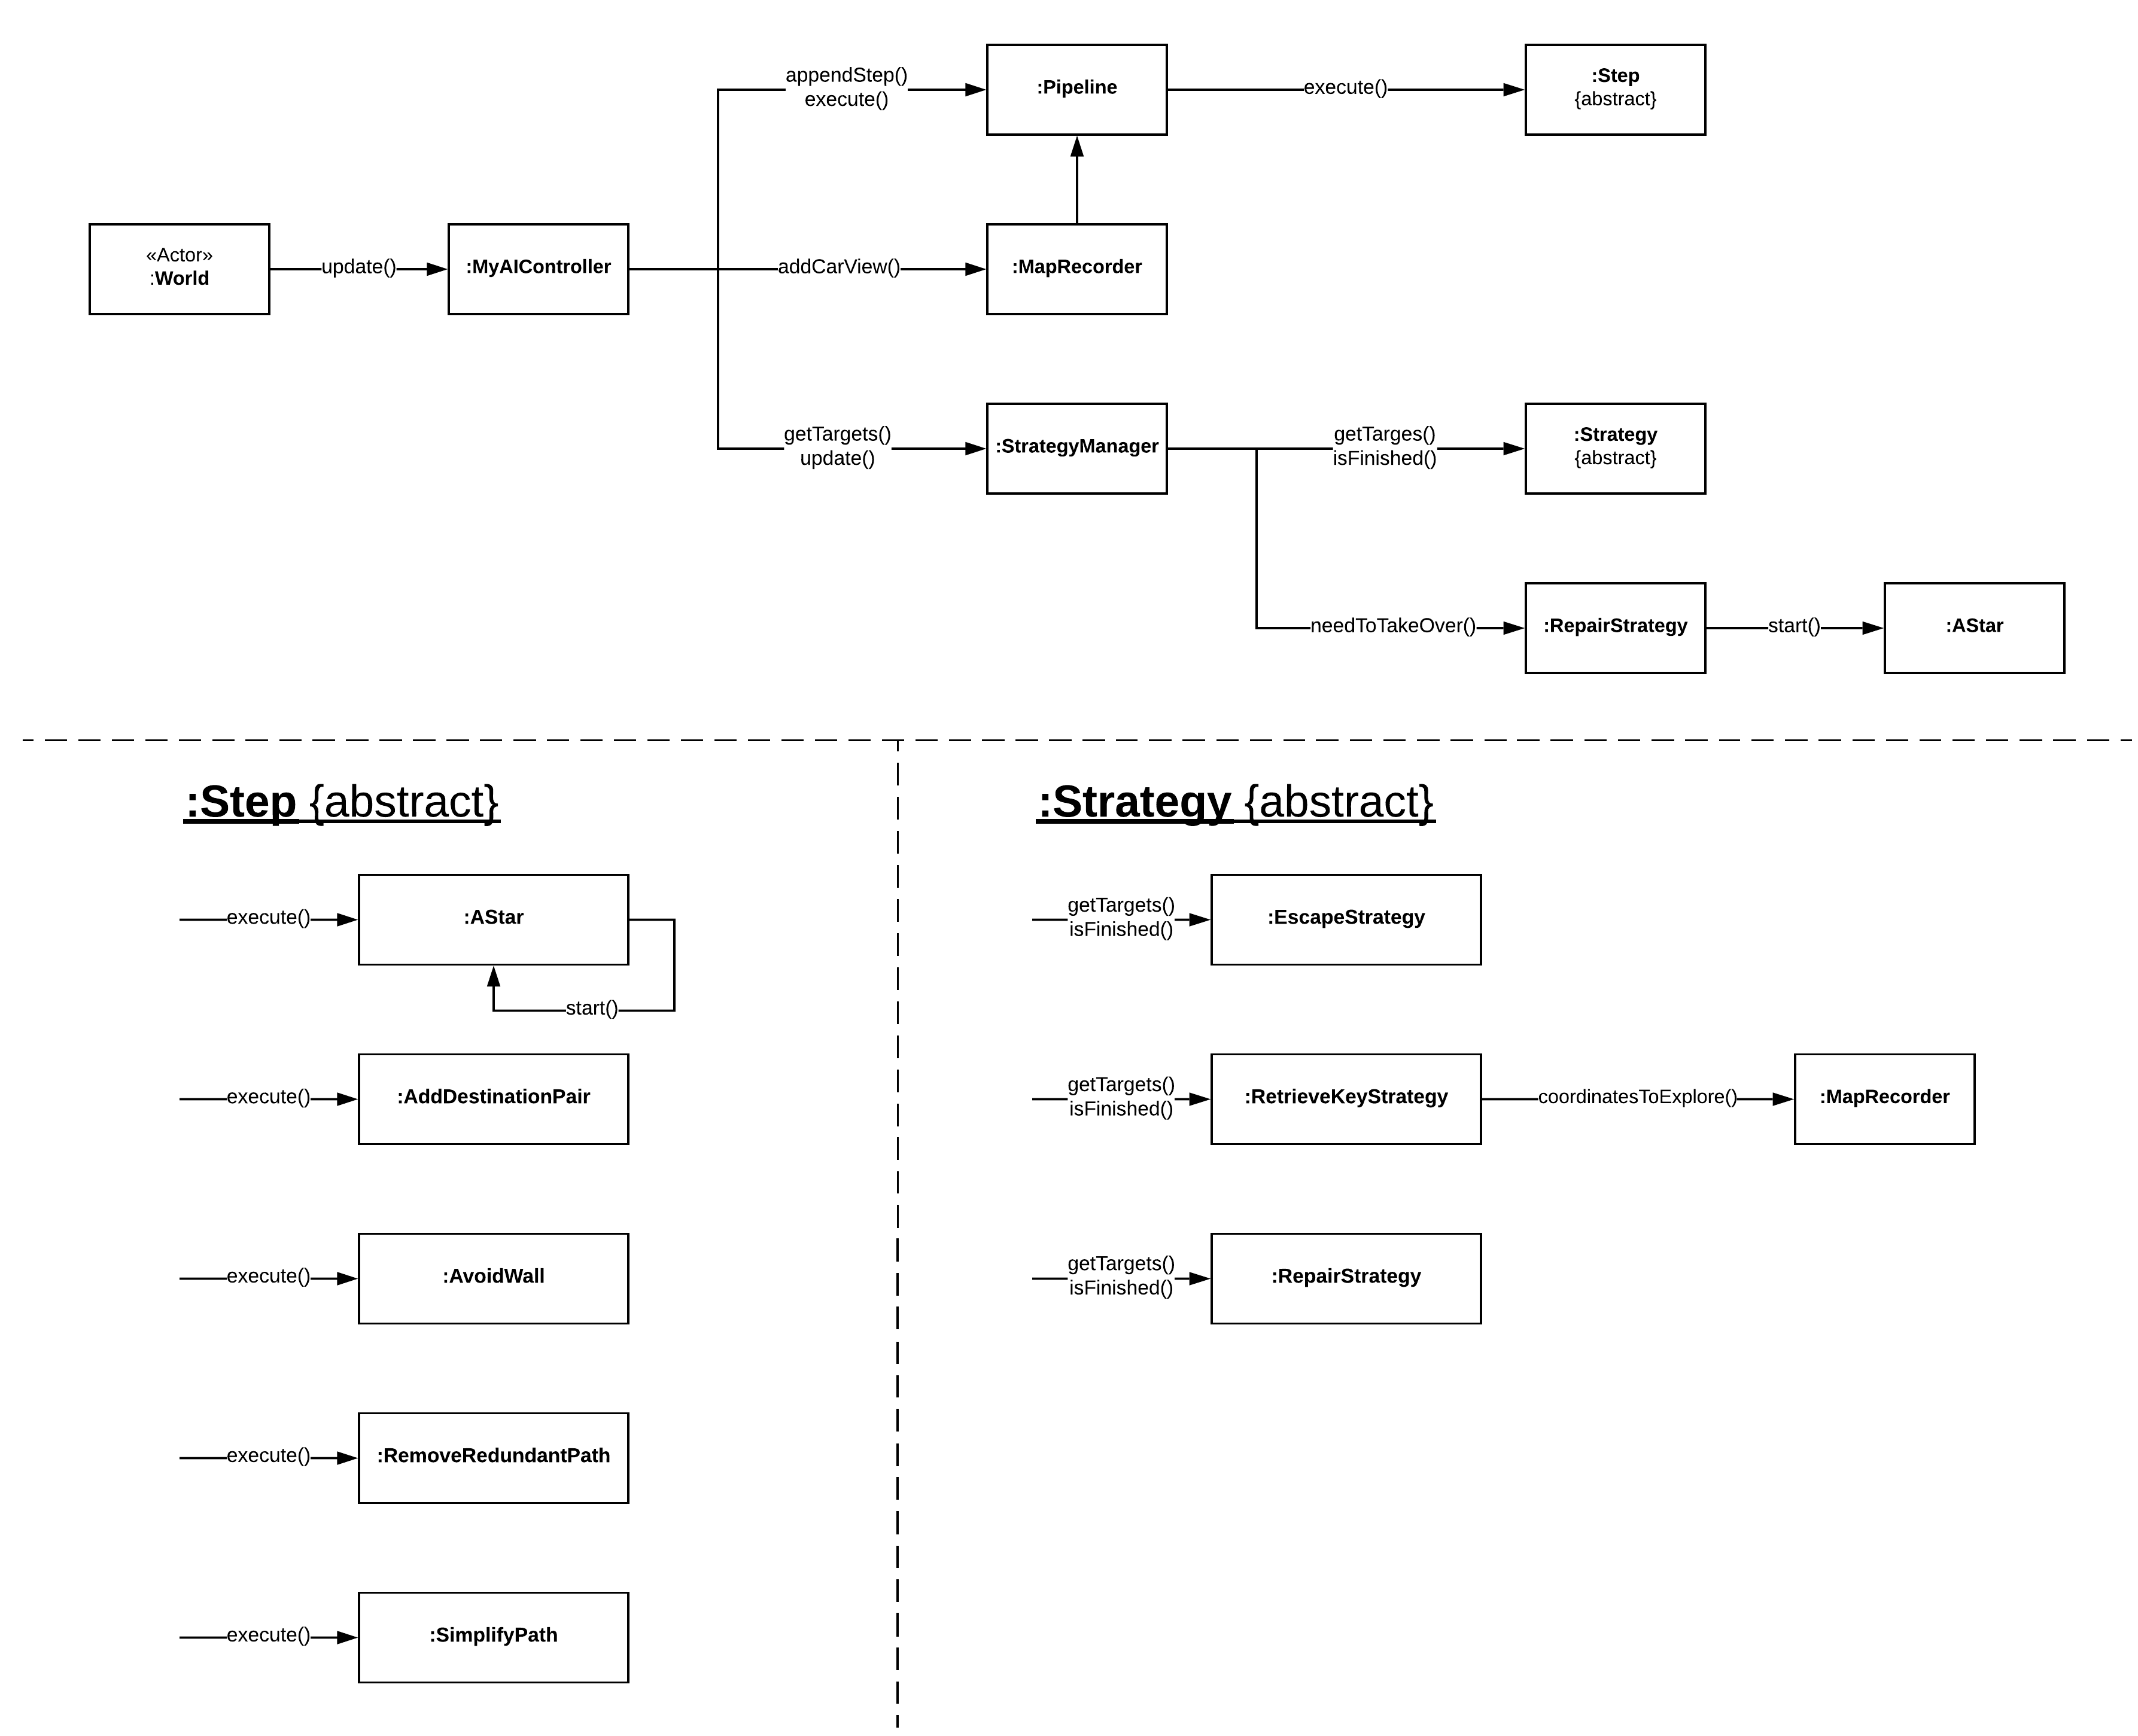 appendStep()
execute()
:Pipeline
execute()
:Step
{abstract}
«Actor»
:World
update()
:MyAIController
addCarView()
:MapRecorder
getTargets()
update()
:StrategyManager
getTarges()
isFinished()
:Strategy
{abstract}
needToTakeOver()
:RepairStrategy
start()
:AStar
:Step {abstract}
execute()
:AStar
start()
execute()
:AddDestinationPair
execute()
:AvoidWall
execute()
:RemoveRedundantPath
execute()
:SimplifyPath
:Strategy {abstract}
getTargets()
isFinished()
:EscapeStrategy
getTargets()
isFinished()
:RetrieveKeyStrategy
coordinatesToExplore()
:MapRecorder
getTargets()
isFinished()
:RepairStrategy